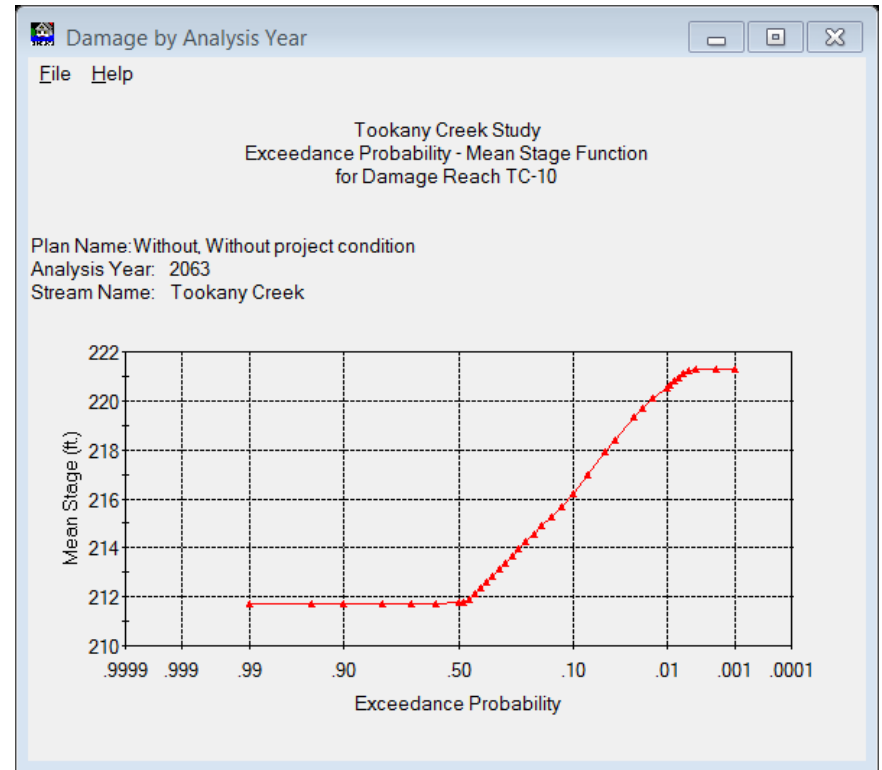 Damage by Analysis Year
File Help
Tookany Creek Study
Exceedance Probability - Mean Stage Function
for Damage Reach TC-10
Plan Name:Without, Without project condition
Analysis Year: 2063
Stream Name: Tookany Creek
222
220
218
216
214
212
210
Mean Stage (ft.)
.9999 .999 .99 .90 .50 .10 .01 .001 .0001
Exceedance Probability